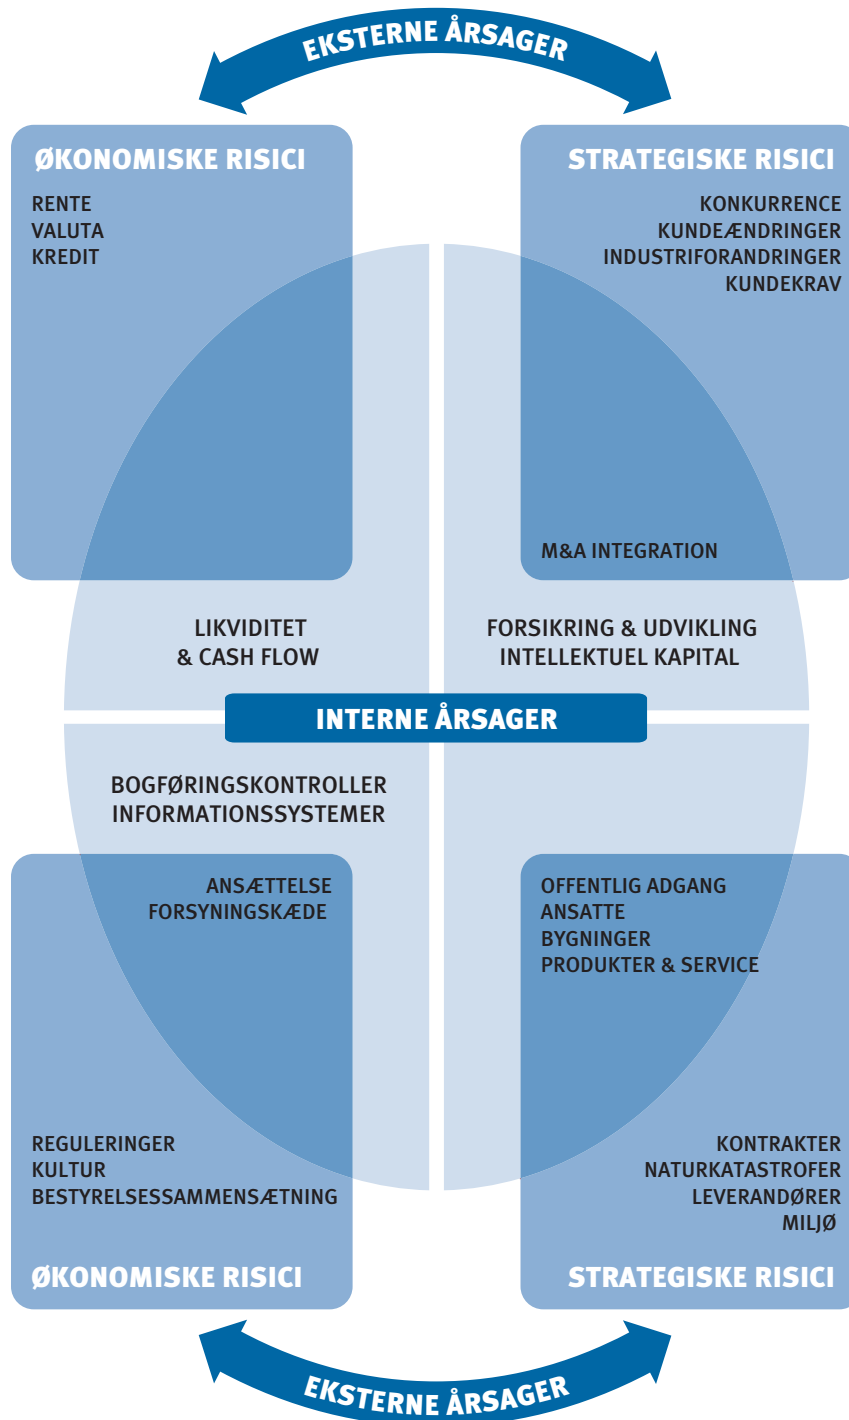 EKSTERNE ÅRSAGER
ØKONOMISKE RISICI
RENTE
VALUTA
KREDIT
STRATEGISKE RISICI
KONKURRENCE
KUNDEÆNDRINGER
INDUSTRIFORANDRINGER
KUNDEKRAV
M&A INTEGRATION
LIKVIDITET
& CASH FLOW
FORSIKRING & UDVIKLING
INTELLEKTUEL KAPITAL
INTERNE ÅRSAGER
BOGFØRINGSKONTROLLER
INFORMATIONSSYSTEMER
ANSÆTTELSE
FORSYNINGSKÆDE
REGULERINGER
KULTUR
BESTYRELSESSAMMENSÆTNING
ØKONOMISKE RISICI
OFFENTLIG ADGANG
ANSATTE
BYGNINGER
PRODUKTER & SERVICE
KONTRAKTER
NATURKATASTROFER
LEVERANDØRER
MILJØ
STRATEGISKE RISICI
EKSTERNE ÅRSAGER